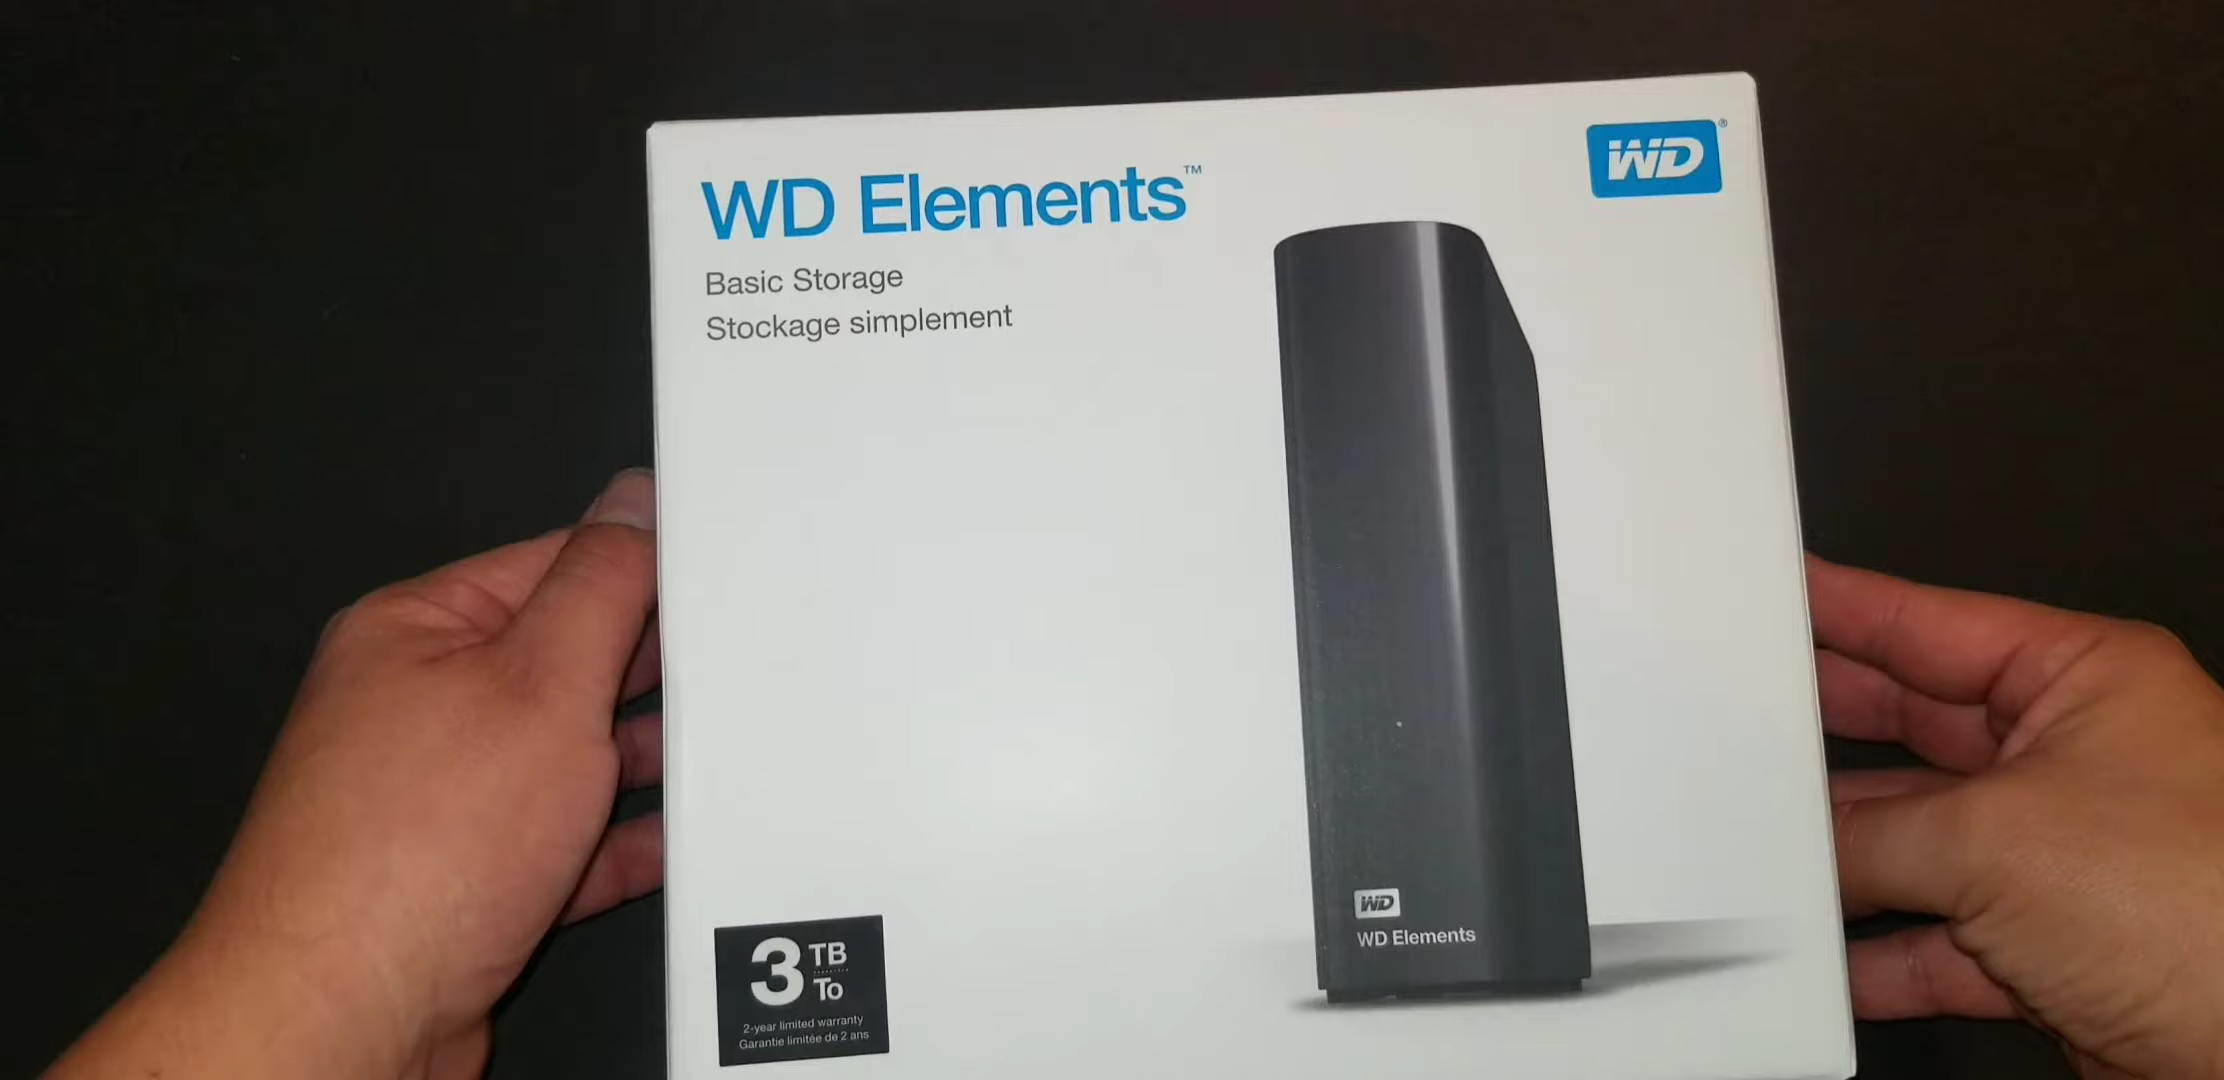 WD Elements™
WD®
Basic Storage
Stockage simplement
WD
WD Elements
3 TB
To
2-year limited warranty
Garantie limitée de 2 ans